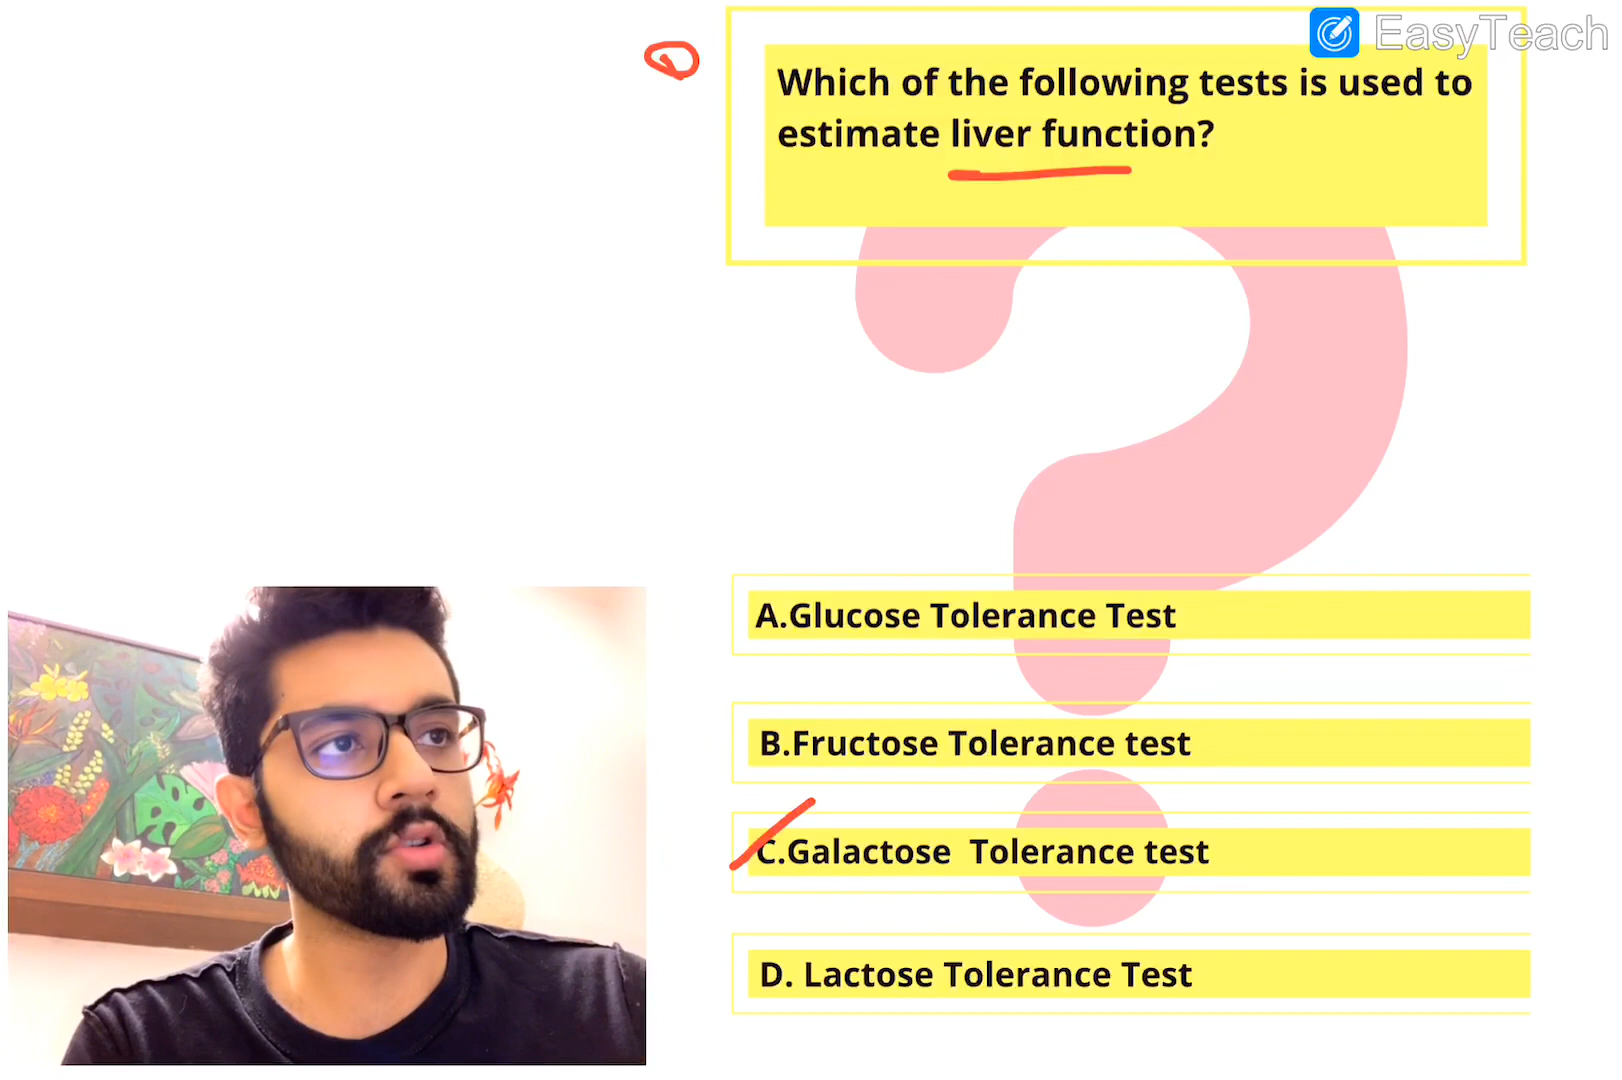 EasyTeach
Which of the following tests is used to
estimate liver function?
A.Glucose Tolerance Test
B.Fructose Tolerance test
C.Galactose  Tolerance test
D. Lactose Tolerance Test